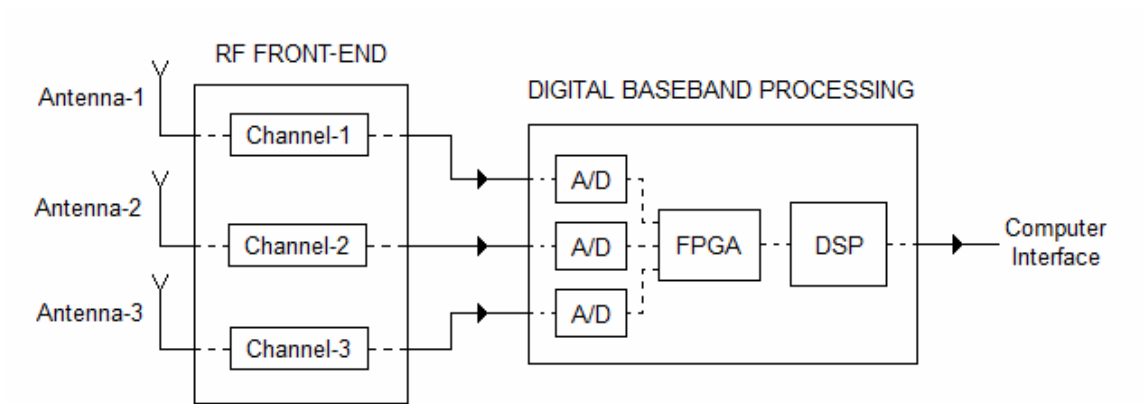 RF FRONT-END
Antenna-1
Channel-1
Antenna-2
Channel-2
Antenna-3
Channel-3
DIGITAL BASEBAND PROCESSING
A/D
A/D
A/D
FPGA
DSP
Computer
Interface